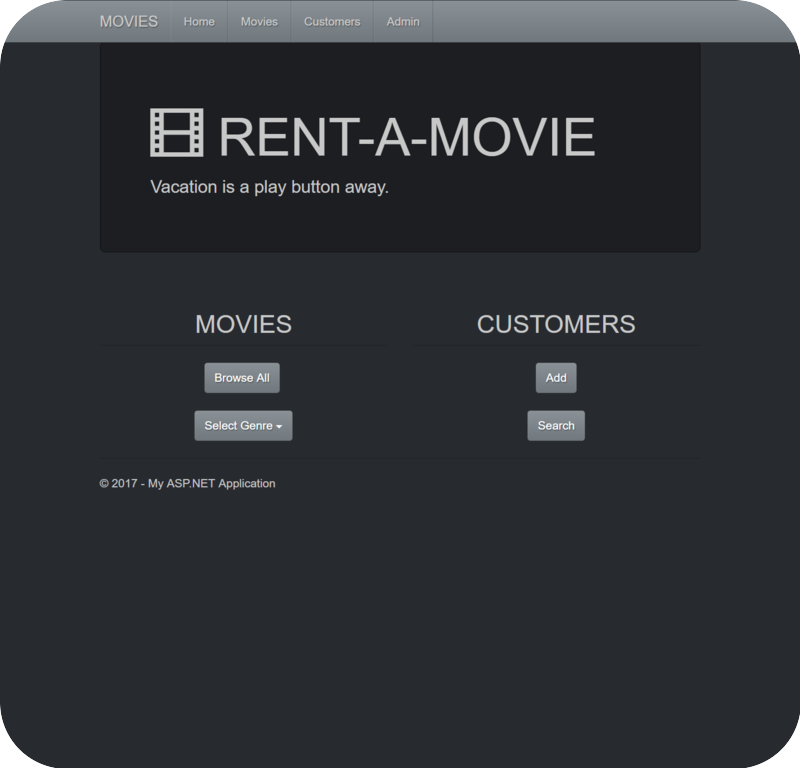 MOVIES Home Movies Customers Admin
RENT-A-MOVIE
Vacation is a play button away.
MOVIES
Browse All
Select Genre
CUSTOMERS
Add
Search
© 2017 - My ASP.NET Application